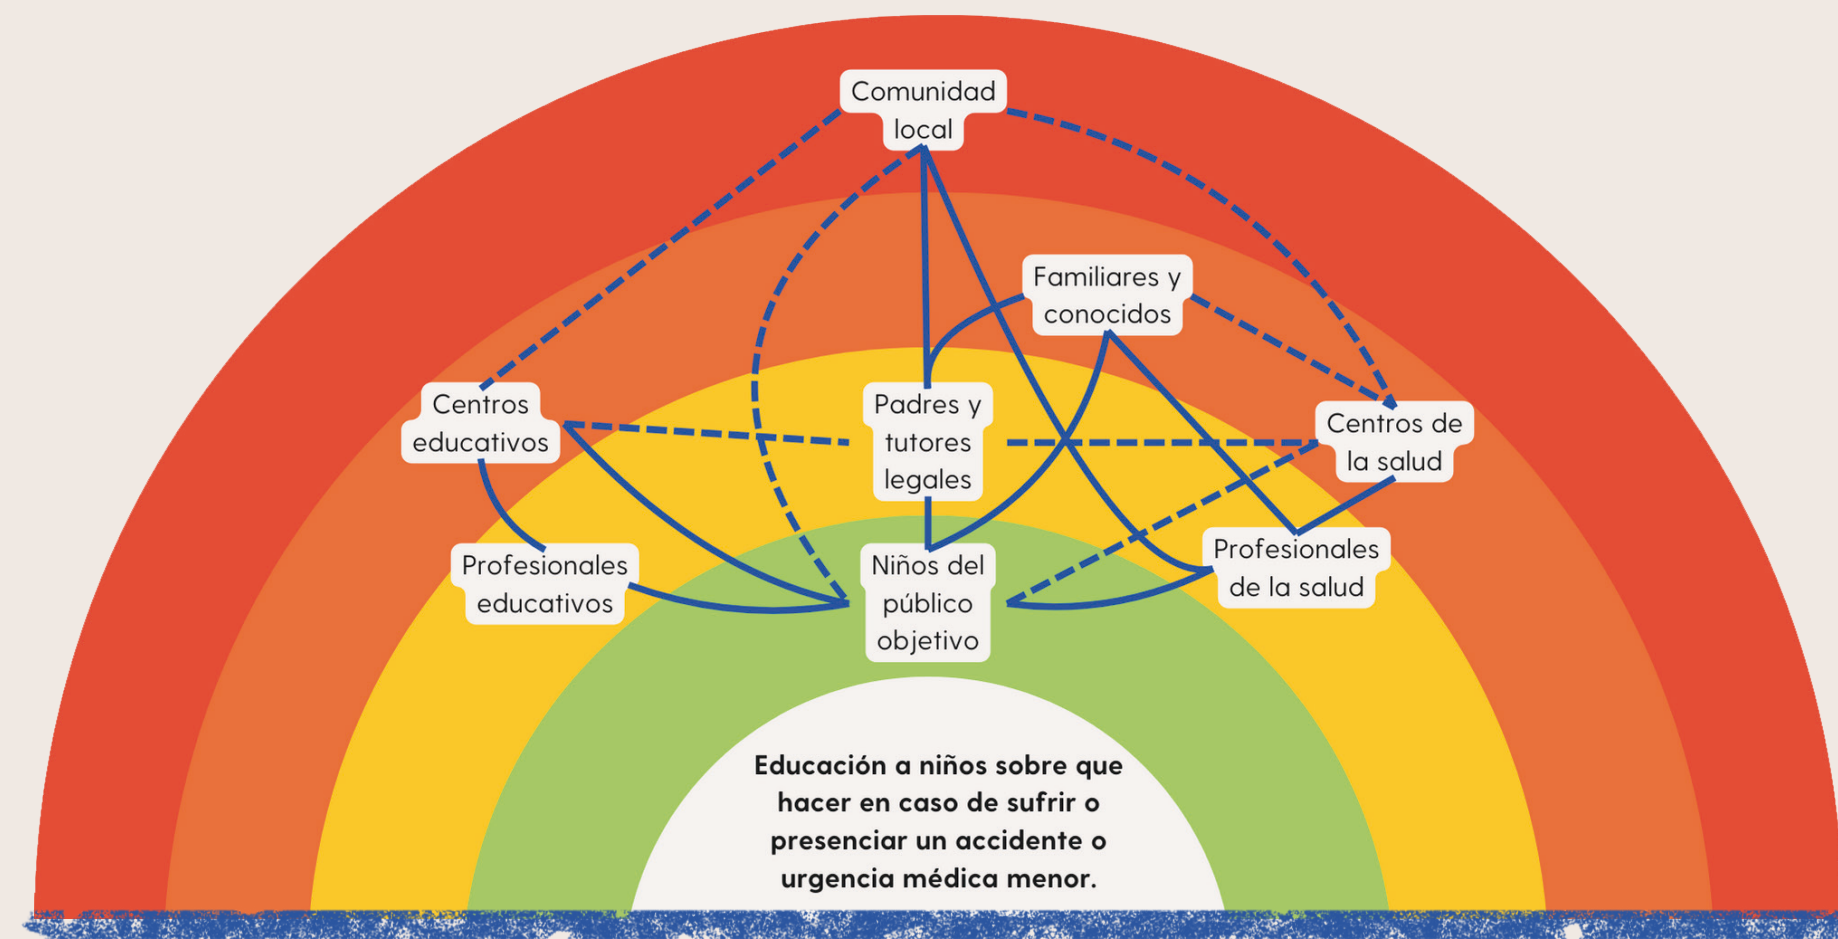 Comunidad
local
Familiares y
conocidos
Centros
educativos
Padres y
tutores
legales
Centros de
la salud
Profesionales
educativos
Niños del
público
objetivo
Profesionales
de la salud
Educación a niños sobre que
hacer en caso de sufrir o
presenciar un accidente o
urgencia médica menor.